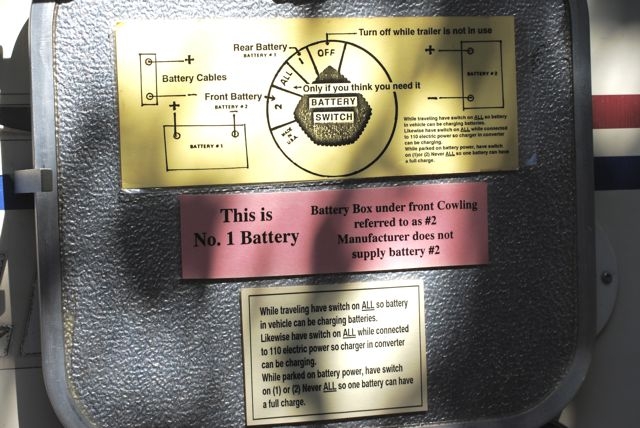 Turn off while trailer is not in use
Rear Battery
BATTERY # 1
OFF
1
ALL
2
MADE
IN
U.S.A
+
Battery Cables
-
Only if you think you need it
Front Battery
BATTERY # 2
BATTERY
SWITCH
+
-
BATTERY # 1
+
-
BATTERY # 2
While traveling have switch on ALL so battery
in vehicle can be charging batteries.
Likewise have switch on ALL while connected
to 110 electric power so charger in converter
can be charging.
While parked on battery power, have switch
on (1)or (2) Never ALL so one battery can have
a full charge.
This is
No. 1 Battery
Battery Box under front Cowling
referred to as #2
Manufacturer does not
supply battery #2
While traveling have switch on ALL so battery
in vehicle can be charging batteries.
Likewise have switch on ALL while connected
to 110 electric power so charger in converter
can be charging.
While parked on battery power, have switch
on (1) or (2) Never ALL so one battery can have
a full charge.